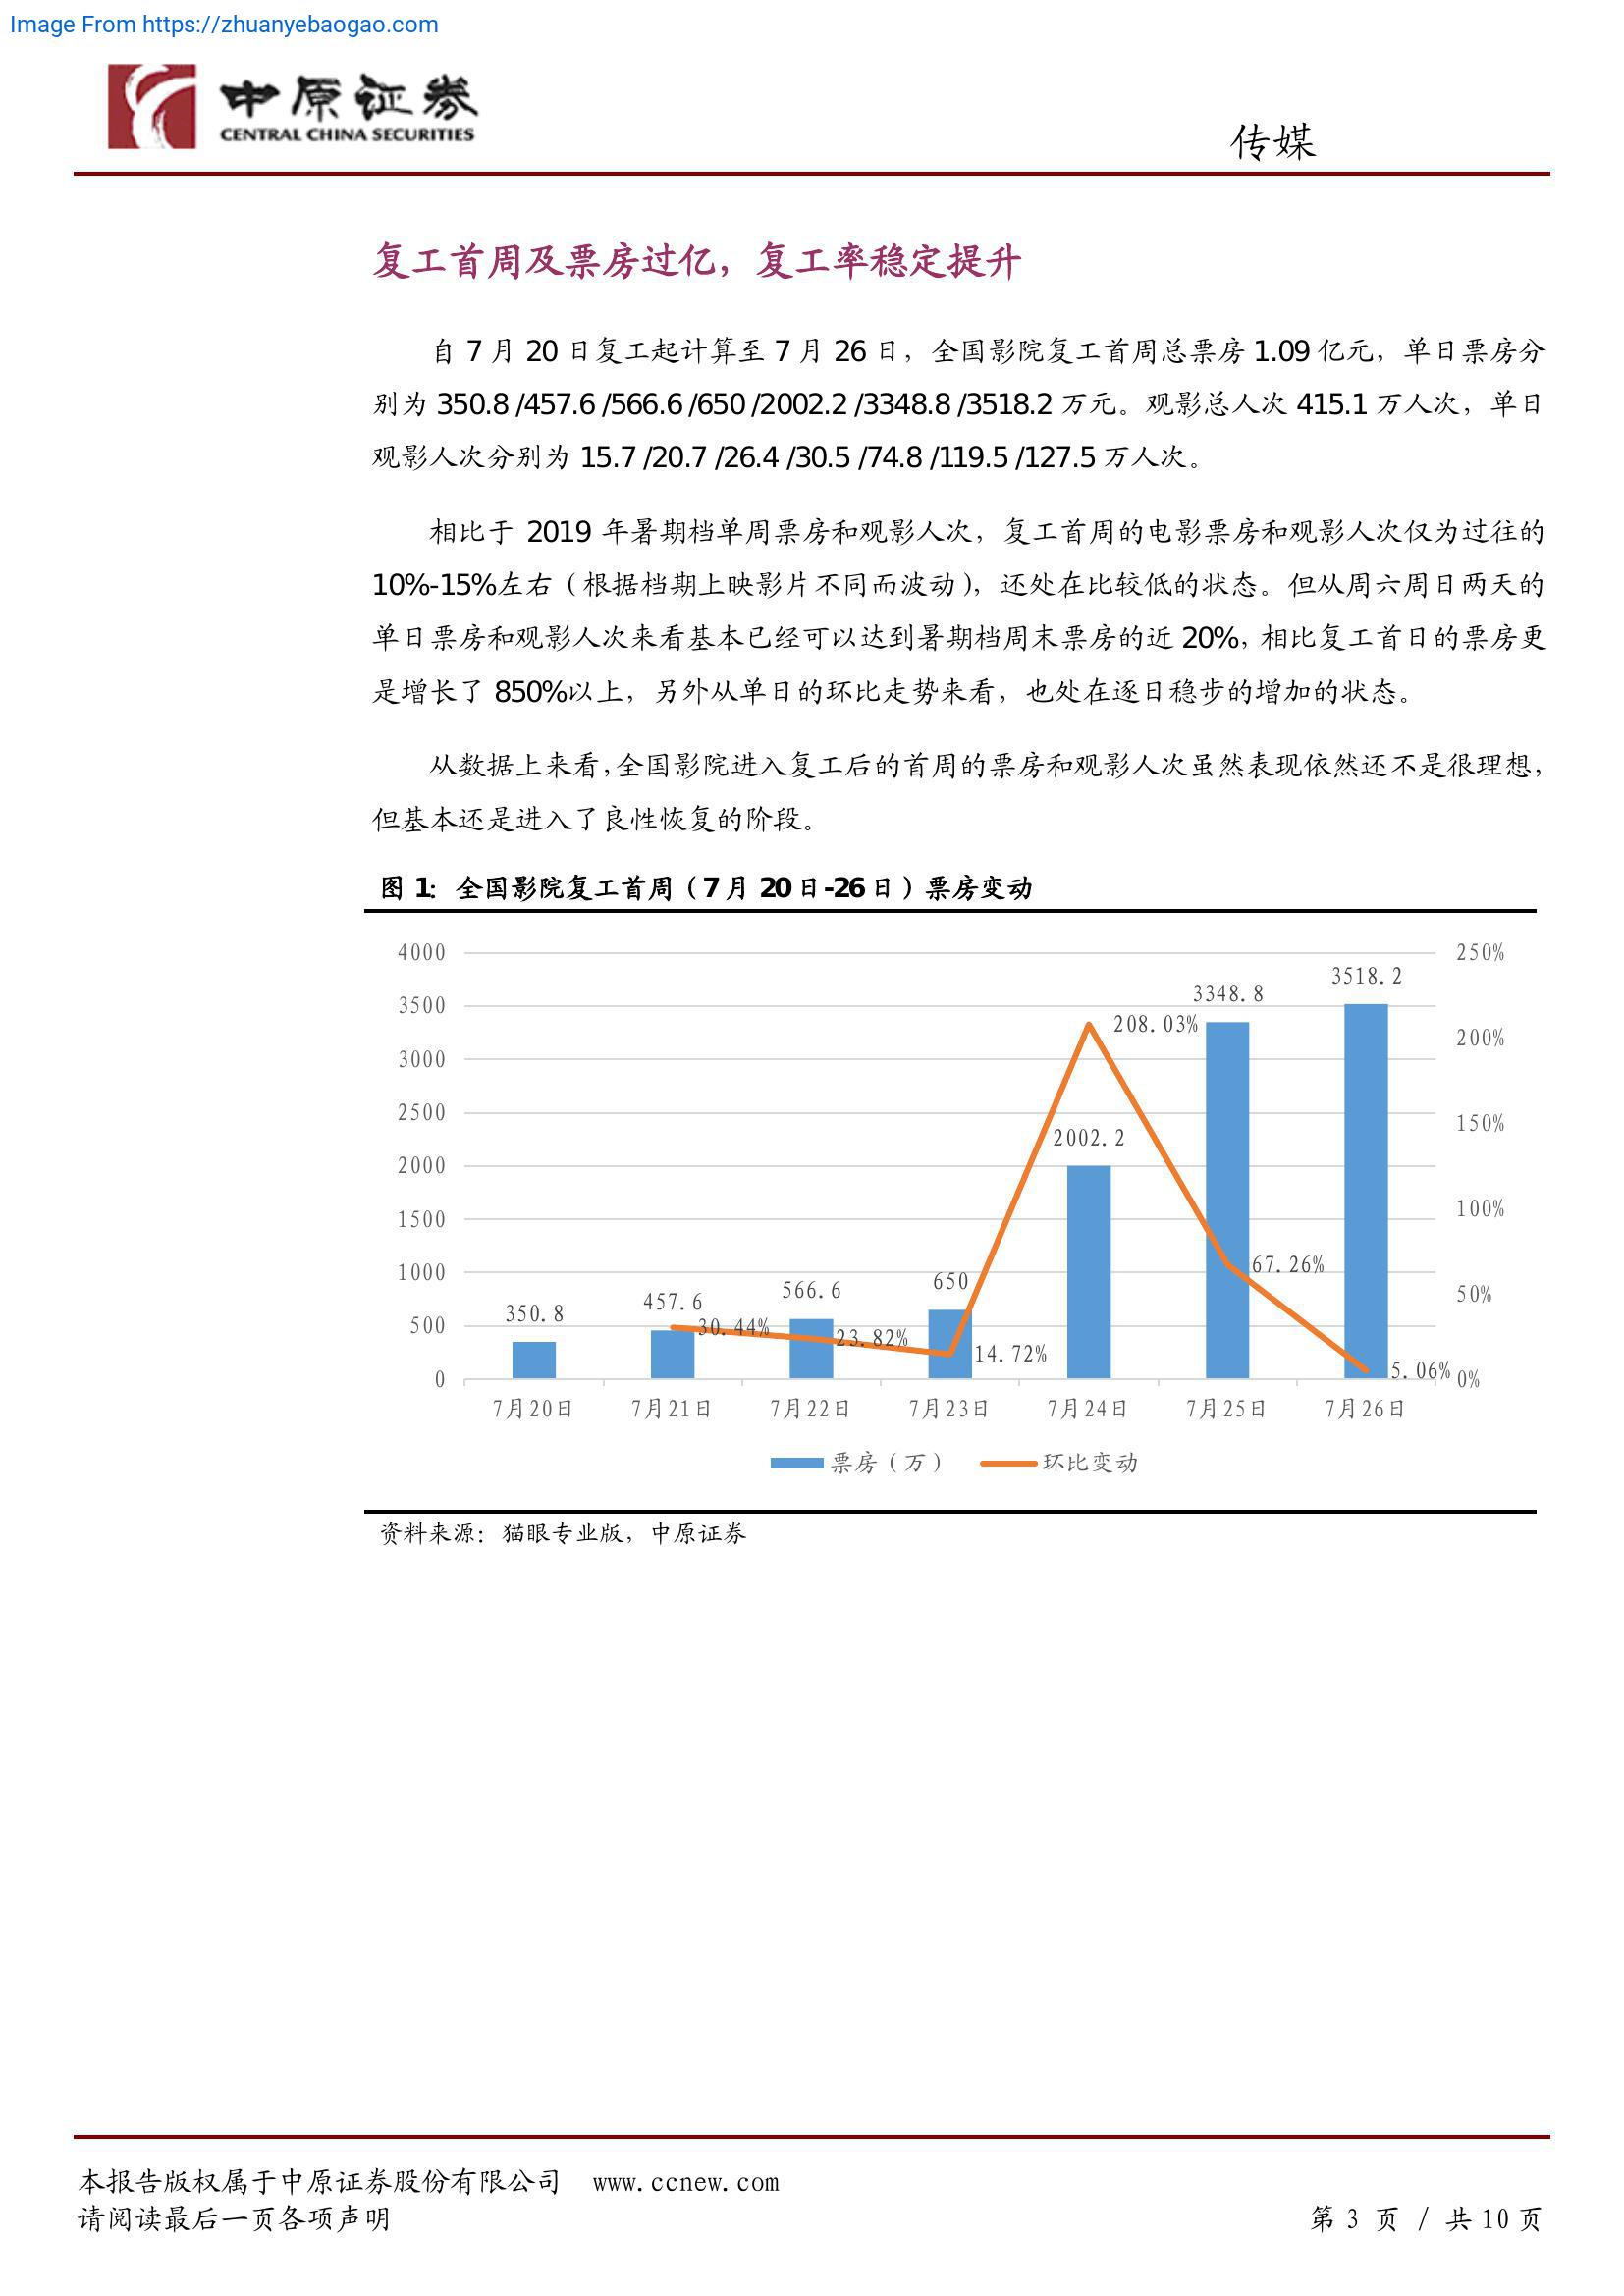 Image From https://zhuanyebaogao.com
中原证券
CENTRAL CHINA SECURITIES
传媒
复工首周及票房过亿，复工率稳定提升
自 7 月 20 日复工起计算至 7 月 26 日，全国影院复工首周总票房 1.09 亿元，单日票房分
别为 350.8 /457.6 /566.6 /650 /2002.2 /3348.8 /3518.2 万元。观影总人次 415.1 万人次，单日
观影人次分别为 15.7 /20.7 /26.4 /30.5 /74.8 /119.5 /127.5 万人次。
相比于 2019 年暑期档单周票房和观影人次，复工首周的电影票房和观影人次仅为过往的
10%-15%左右（根据档期上映影片不同而波动），还处在比较低的状态。但从周六周日两天的
单日票房和观影人次来看基本已经可以达到暑期档周末票房的近 20%，相比复工首日的票房更
是增长了 850%以上，另外从单日的环比走势来看，也处在逐日稳步的增加的状态。
从数据上来看，全国影院进入复工后的首周的票房和观影人次虽然表现依然还不是很理想，
但基本还是进入了良性恢复的阶段。
图 1：全国影院复工首周（7 月 20 日-26 日）票房变动
4000
3500
3000
2500
2000
1500
1000
500
0
250%
200%
150%
100%
50%
0%
350.8
457.6
566.6
650
2002.2
3348.8
3518.2
30.44%
23.82%
14.72%
208.03%
67.26%
5.06%
7月20日
7月21日
7月22日
7月23日
7月24日
7月25日
7月26日
票房（万）
环比变动
资料来源：猫眼专业版，中原证券
本报告版权属于中原证券股份有限公司 www.ccnew.com
请阅读最后一页各项声明
第 3 页 / 共 10 页